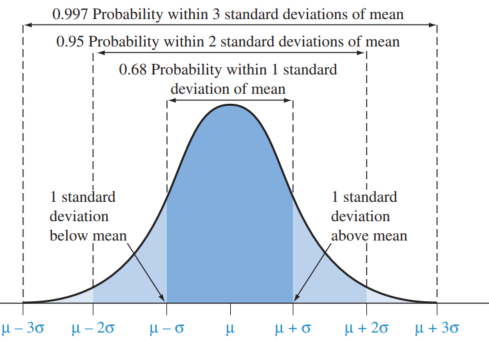 0.997 Probability within 3 standard deviations of mean
0.95 Probability within 2 standard deviations of mean
0.68 Probability within 1 standard
deviation of mean
1 standard
deviation
below mean
1 standard
deviation
above mean
μ – 3σ μ – 2σ μ – σ μ μ + σ μ + 2σ μ + 3σ